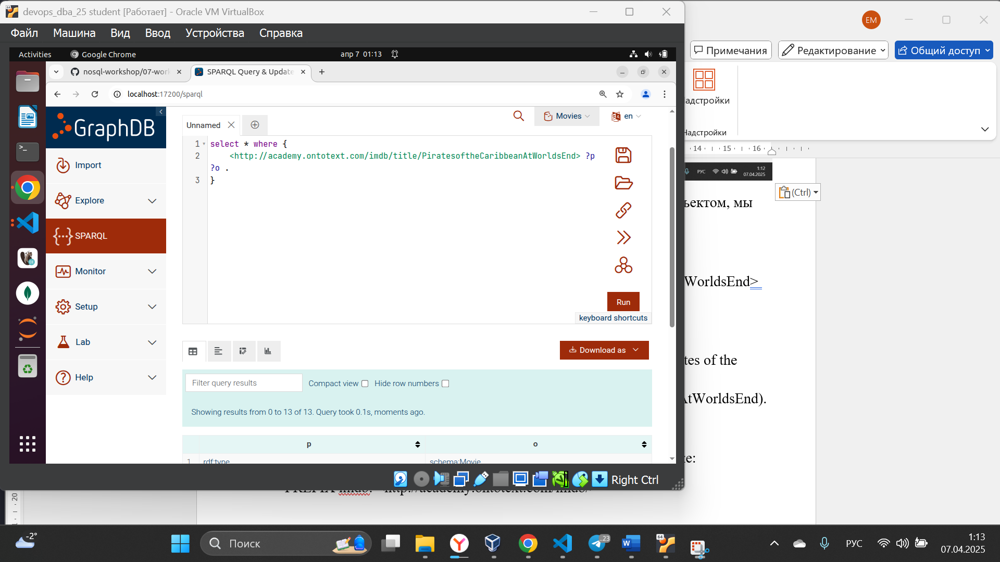 devops_dba_25 student [Работает] - Oracle VM VirtualBox
Файл Машина Вид Ввод Устройства Справка
Activities Google Chrome апр 7 01:13
nosql-workshop/07-wor
SPARQL Query & Update
localhost:17200/sparql
GraphDB
Import
Explore
SPARQL
Monitor
Setup
Lab
Help
Unnamed
Movies
en
1 select * where {
2 <http://academy.ontotext.com/imdb/title/PiratesoftheCaribbeanAtWorldsEnd> ?p
?o .
3 }
Run
keyboard shortcuts
Download as
Filter query results
Compact view
Hide row numbers
Showing results from 0 to 13 of 13. Query took 0.1s, moments ago.
p o
1 rdf:type schema:Movie
Right Ctrl
EM
Примечания
Редактирование
Общий доступ
адстройки
Надстройки
14 15 16
РУС
1:12
07.04.2025
(Ctrl)
ъектом, мы
WorldsEnd>
tes of the
AtWorldsEnd).
е:
PREFIX imdb: <http://academy.ontotext.com/imdb/>
20
-2°
Поиск
64
23
64
РУС
1:13
07.04.2025